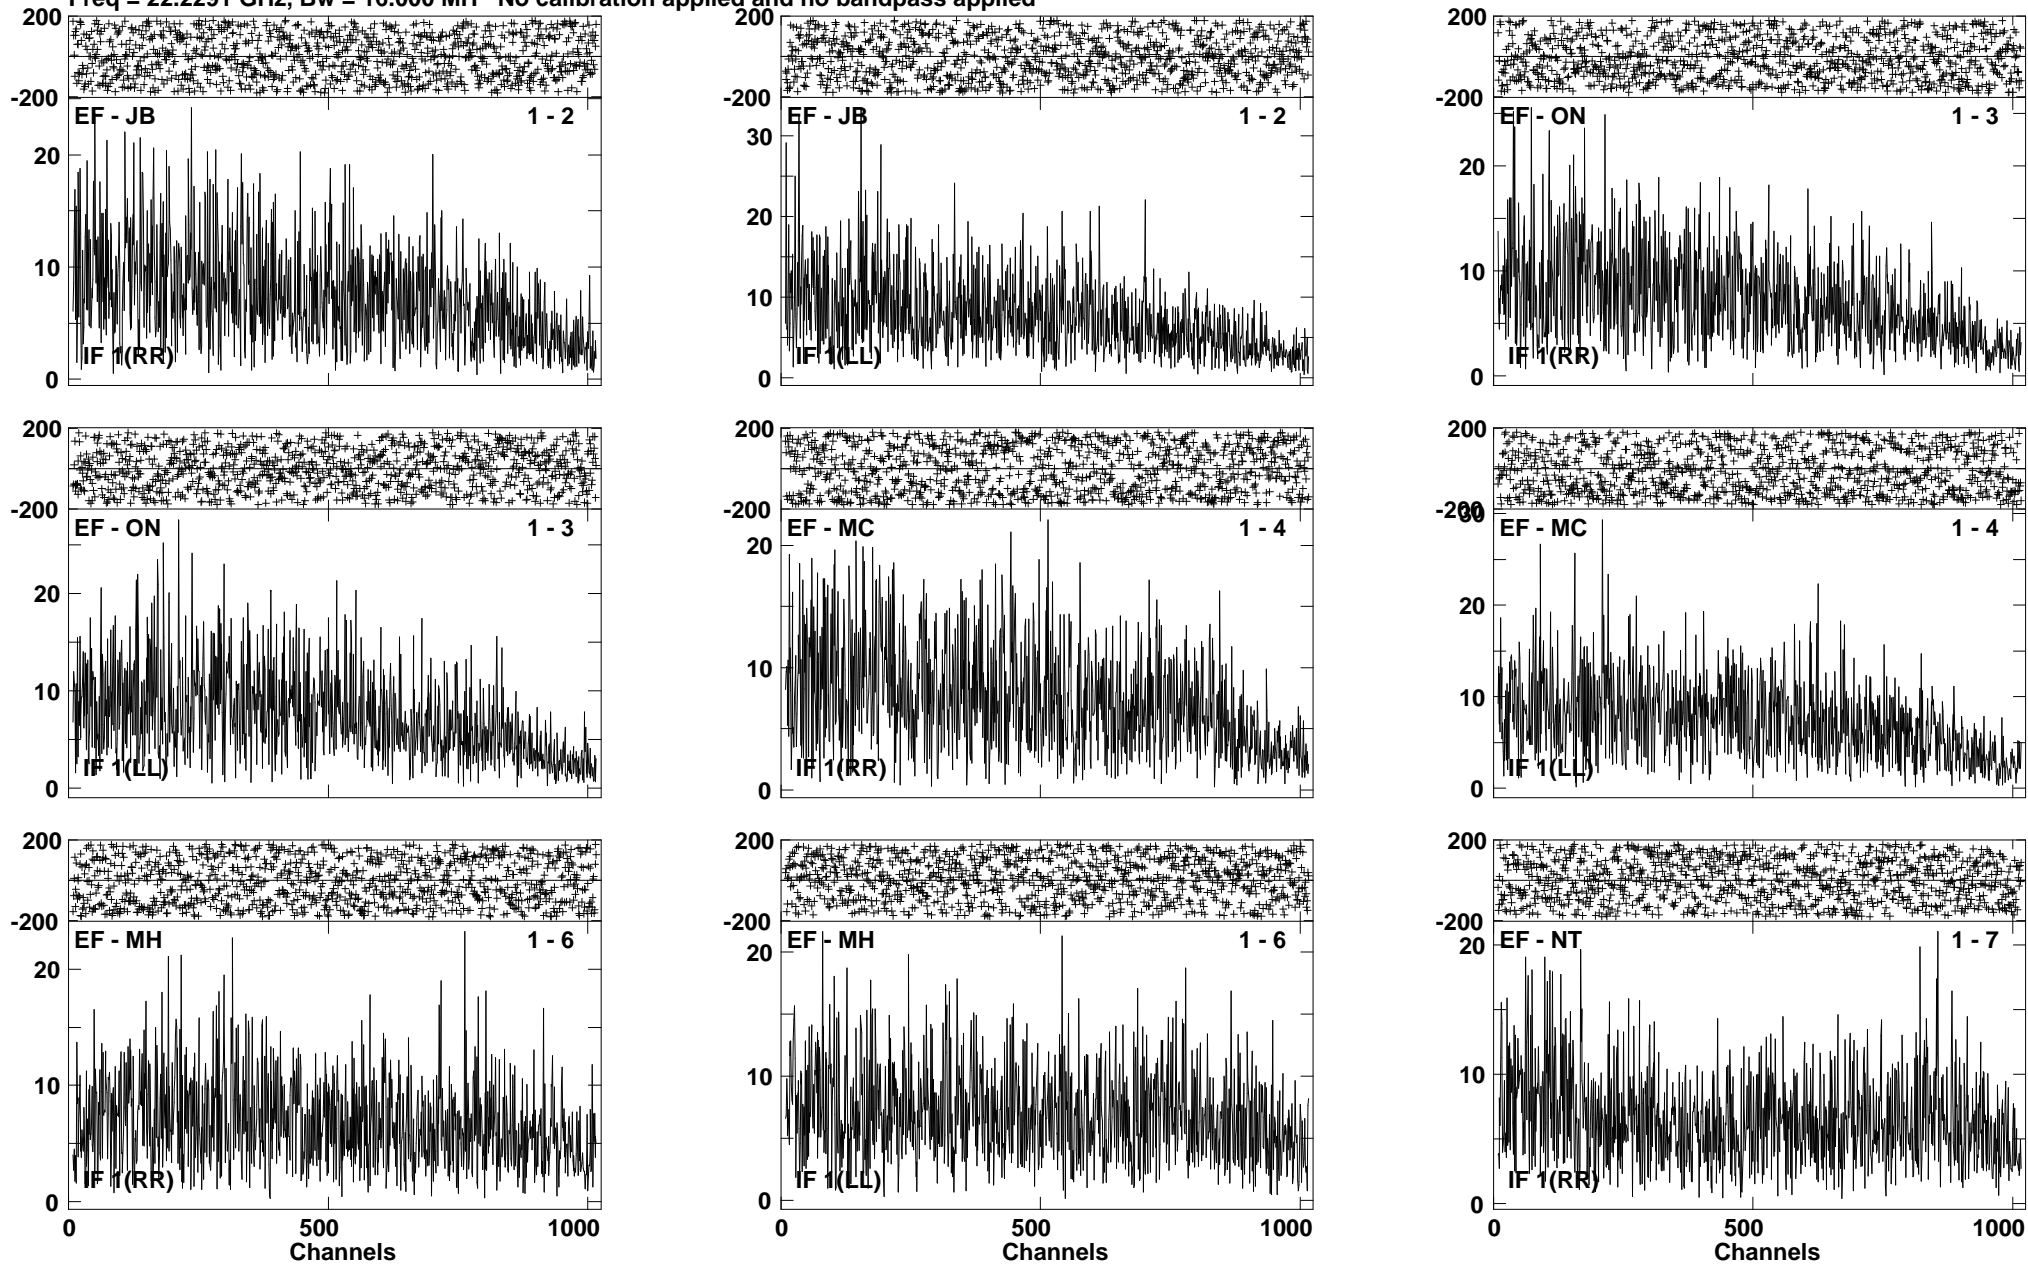 Freq = 22.2291 GHz, Bw = 16.000 MH No calibration applied and no bandpass applied
200 200 200
-200 -200 -200
EF - JB 1 - 2 EF - JB 1 - 2 EF - ON 1 - 3
20 30 20
10 20 10
10
IF 1(RR) IF 1(LL) IF 1(RR)
0 0 0
200 200 200
-200 -200 -200
30
EF - ON 1 - 3 EF - MC 1 - 4 EF - MC 1 - 4
20 20 20
10 10 10
IF 1(LL) IF 1(RR) IF 1(LL)
0 0 0
200 200 200
-200 -200 -200
EF - MH 1 - 6 EF - MH 1 - 6 EF - NT 1 - 7
20 20 20
10 10 10
IF 1(RR) IF 1(LL) IF 1(RR)
0 0 0
0 500 1000 0 500 1000 0 500 1000
Channels Channels Channels